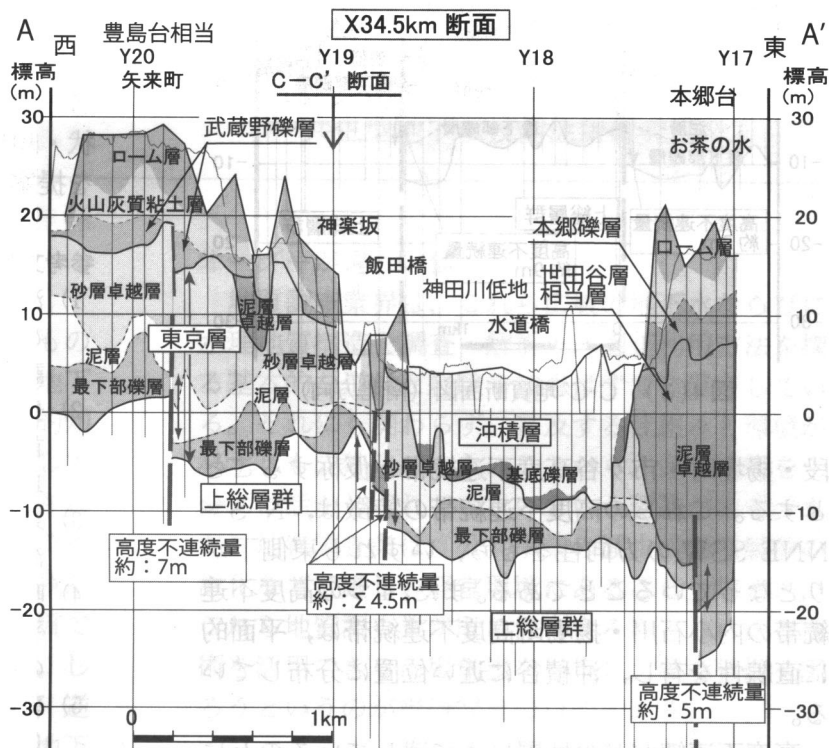 X34.5km 断面
A
西
豊島台相当
Y20
矢来町
Y19
C-C′ 断面
Y18
Y17
東
A′
標高
(m)
標高
(m)
本郷台
お茶の水
30
20
10
0
-10
-20
-30
30
20
10
0
-10
-20
-30
武蔵野礫層
ローム層
火山灰質粘土層
神楽坂
飯田橋
神田川低地
水道橋
本郷礫層
世田谷層
相当層
ローム層
砂層卓越層
泥層
卓越層
東京層
砂層卓越層
泥層
泥層
最下部礫層
最下部礫層
沖積層
泥層
卓越層
砂層卓越層
基底礫層
泥層
最下部礫層
上総層群
上総層群
高度不連続量
約：7m
高度不連続量
約：Σ 4.5m
高度不連続量
約：5m
0
1km